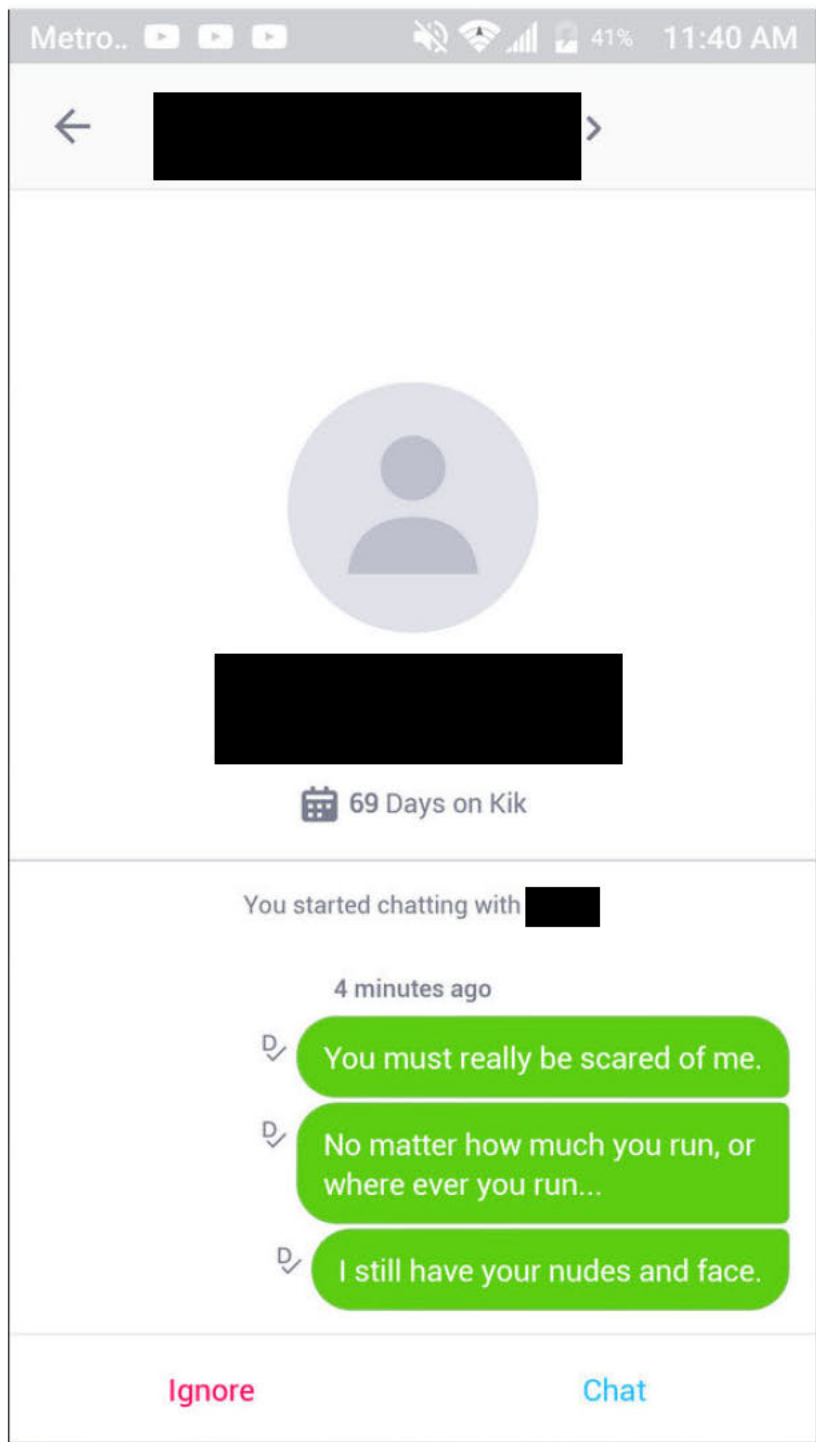 Metro.. 41% 11:40 AM
69 Days on Kik
You started chatting with
4 minutes ago
D
You must really be scared of me.
D
No matter how much you run, or
where ever you run...
D
I still have your nudes and face.
Ignore Chat